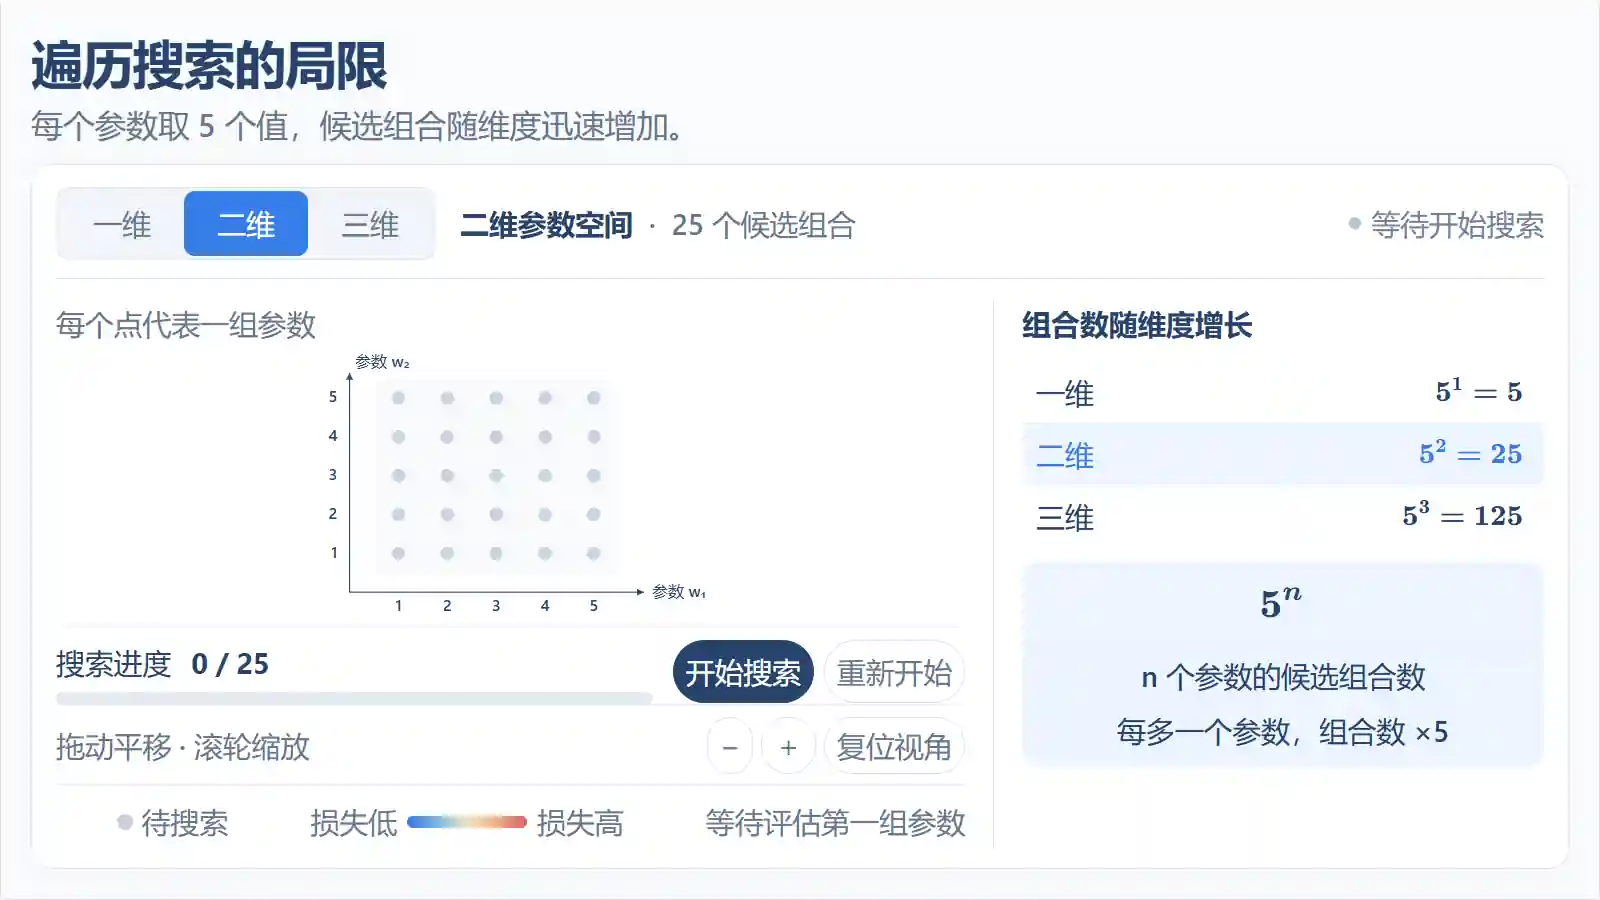 遍历搜索的局限
每个参数取 5 个值，候选组合随维度迅速增加。
一维 二维 三维 二维参数空间 · 25 个候选组合 等待开始搜索
每个点代表一组参数
参数 w₂
5
4
3
2
1
1 2 3 4 5
参数 w₁
搜索进度 0 / 25
开始搜索 重新开始
拖动平移 · 滚轮缩放
− + 复位视角
待搜索 损失低 损失高 等待评估第一组参数
组合数随维度增长
一维 5¹ = 5
二维 5² = 25
三维 5³ = 125
5ⁿ
n 个参数的候选组合数
每多一个参数，组合数 ×5